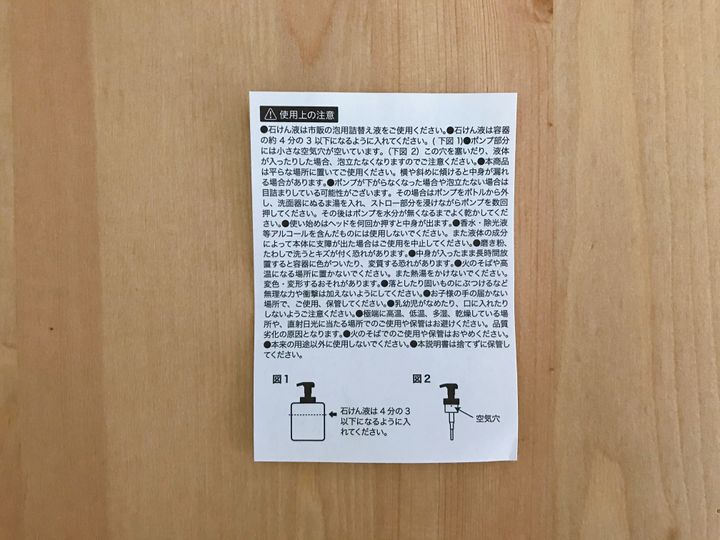 使用上の注意
●石けん液は市販の泡用詰替え液をご使用ください。●石けん液は容器
の約4分の3以下になるように入れてください。(下図1)●ポンプ部分
には小さな空気穴が空いています。(下図 2) この穴を塞いだり、液体
が入ったりした場合、泡立たなくなりますのでご注意ください。●本商品
は平らな場所に置いてご使用ください。横や斜めに傾けると中身が漏れ
る場合があります。●ポンプが下がらなくなった場合や泡立たない場合は
目詰まりしている可能性がございます。その場合はポンプをボトルから外
し、洗面器にぬるま湯を入れ、ストロー部分を浸けながらポンプを数回
押してください。その後はポンプを水分が無くなるまでよく乾かしてくだ
さい。●使い始めはヘッドを何回か押すと中身が出ます。●香水・除光液
等アルコールを含んだものには使用しないでください。また液体の成分
によって本体に支障が出た場合はご使用を中止してください。●磨き粉、
たわしで洗うとキズが付く恐れがあります。●中身が入ったまま長時間放
置すると容器に色がついたり、変質する恐れがあります。●火のそばや高
温になる場所に置かないでください。また熱湯をかけないでください。
変色・変形するおそれがあります。●落としたり固いものにぶつけるなど
無理な力や衝撃は加えないようにしてください。●お子様の手の届かない
場所で、ご使用、保管してください。●乳幼児がなめたり、口に入れたり
しないようご注意ください。●極端に高温、低温、多湿、乾燥している場
所や、直射日光に当たる場所でのご使用や保管はお避けください。品質
劣化の原因となります。●火のそばでのご使用や保管はおやめください。
●本来の用途以外に使用しないでください。●本説明書は捨てずに保管し
てください。
図1
図2
石けん液は4分の3
以下になるように入
れてください。
空気穴